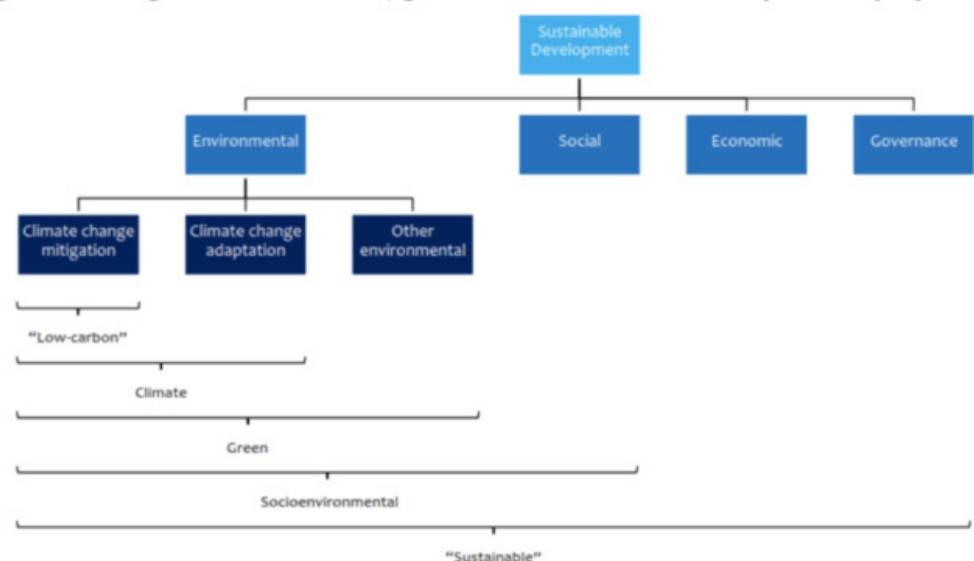 Sustainable
Development
Environmental
Social
Economic
Governance
Climate change
mitigation
Climate change
adaptation
Other
environmental
“Low-carbon”
Climate
Green
Socioenvironmental
“Sustainable”